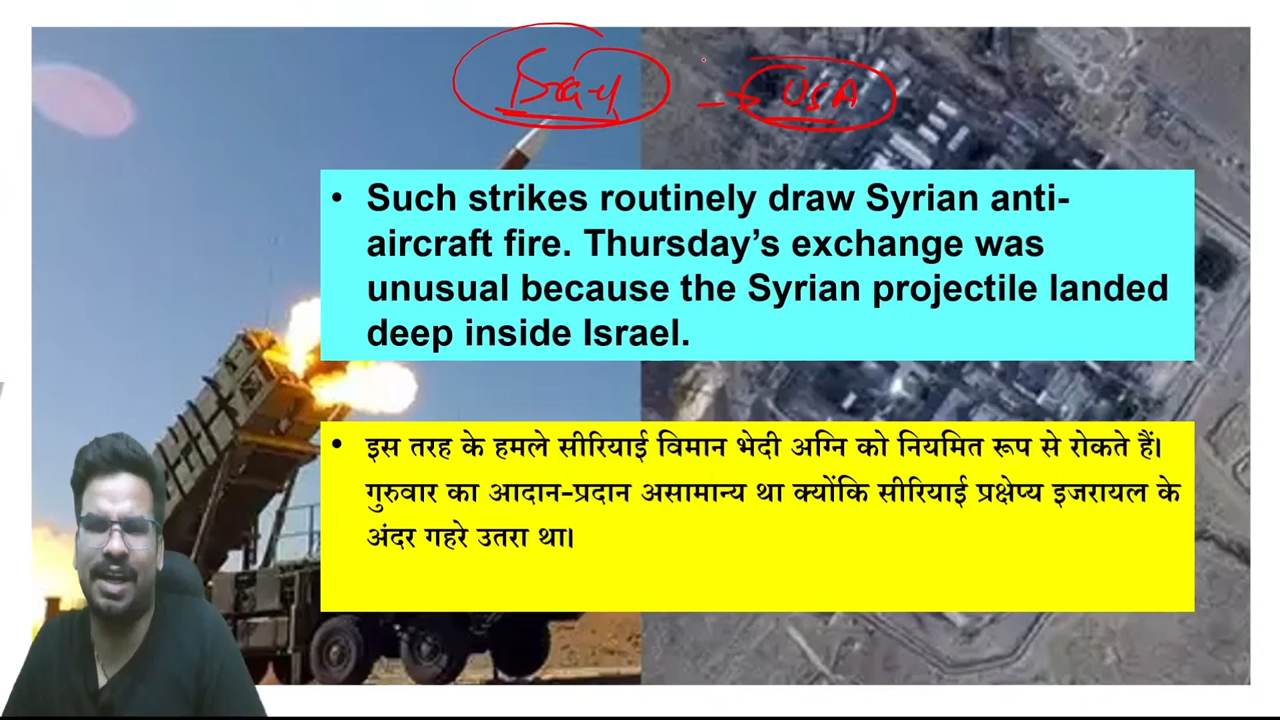 USA
• Such strikes routinely draw Syrian anti-
aircraft fire. Thursday’s exchange was
unusual because the Syrian projectile landed
deep inside Israel.
• इस तरह के हमले सीरियाई विमान भेदी अग्नि को नियमित रूप से रोकते हैं।
गुरुवार का आदान-प्रदान असामान्य था क्योंकि सीरियाई प्रक्षेप्य इजरायल के
अंदर गहरे उतरा था।